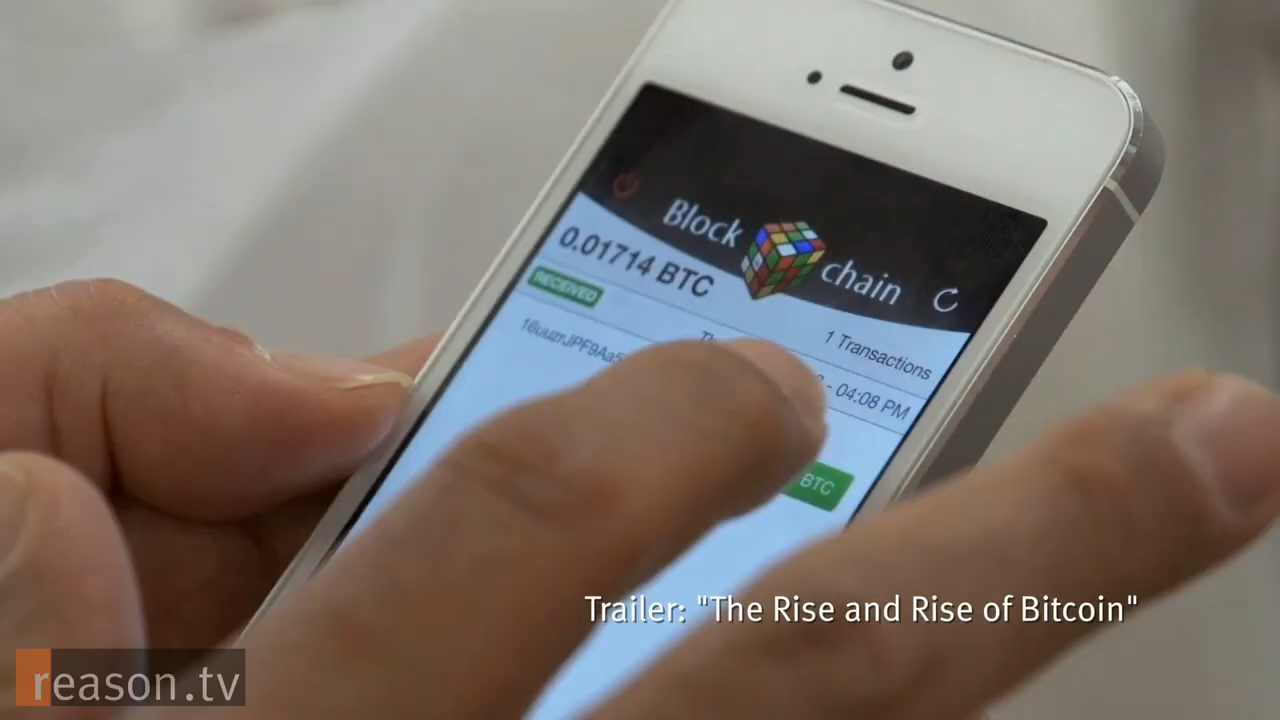 Block chain
0.01714 BTC
1 Transactions
RECEIVED
- 04:08 PM
BTC
Trailer: "The Rise and Rise of Bitcoin"
reason.tv